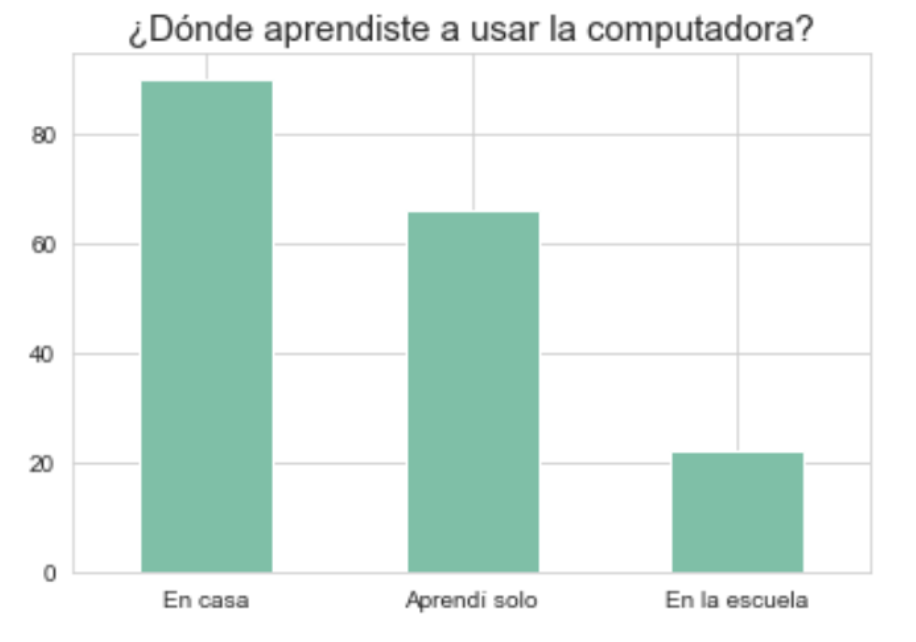 ¿Dónde aprendiste a usar la computadora?
80
60
40
20
0
En casa
Aprendí solo
En la escuela